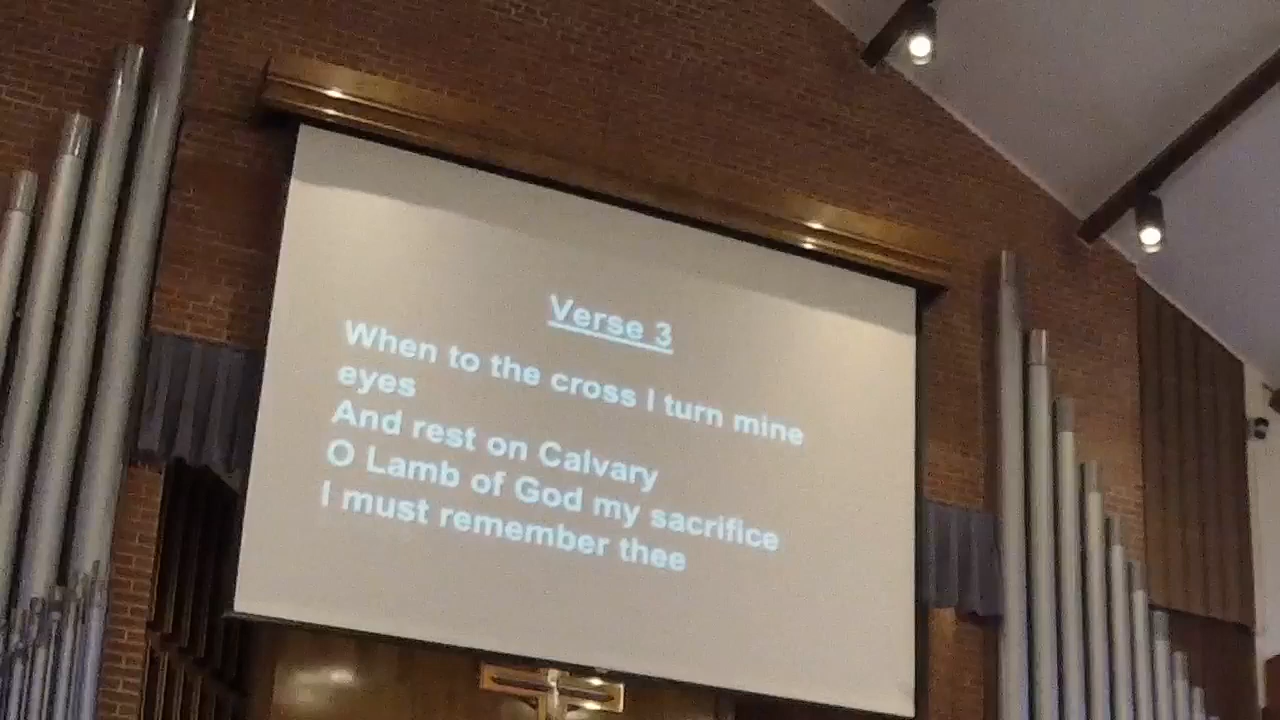 Verse 3
When to the cross I turn mine
eyes
And rest on Calvary
O Lamb of God my sacrifice
I must remember thee